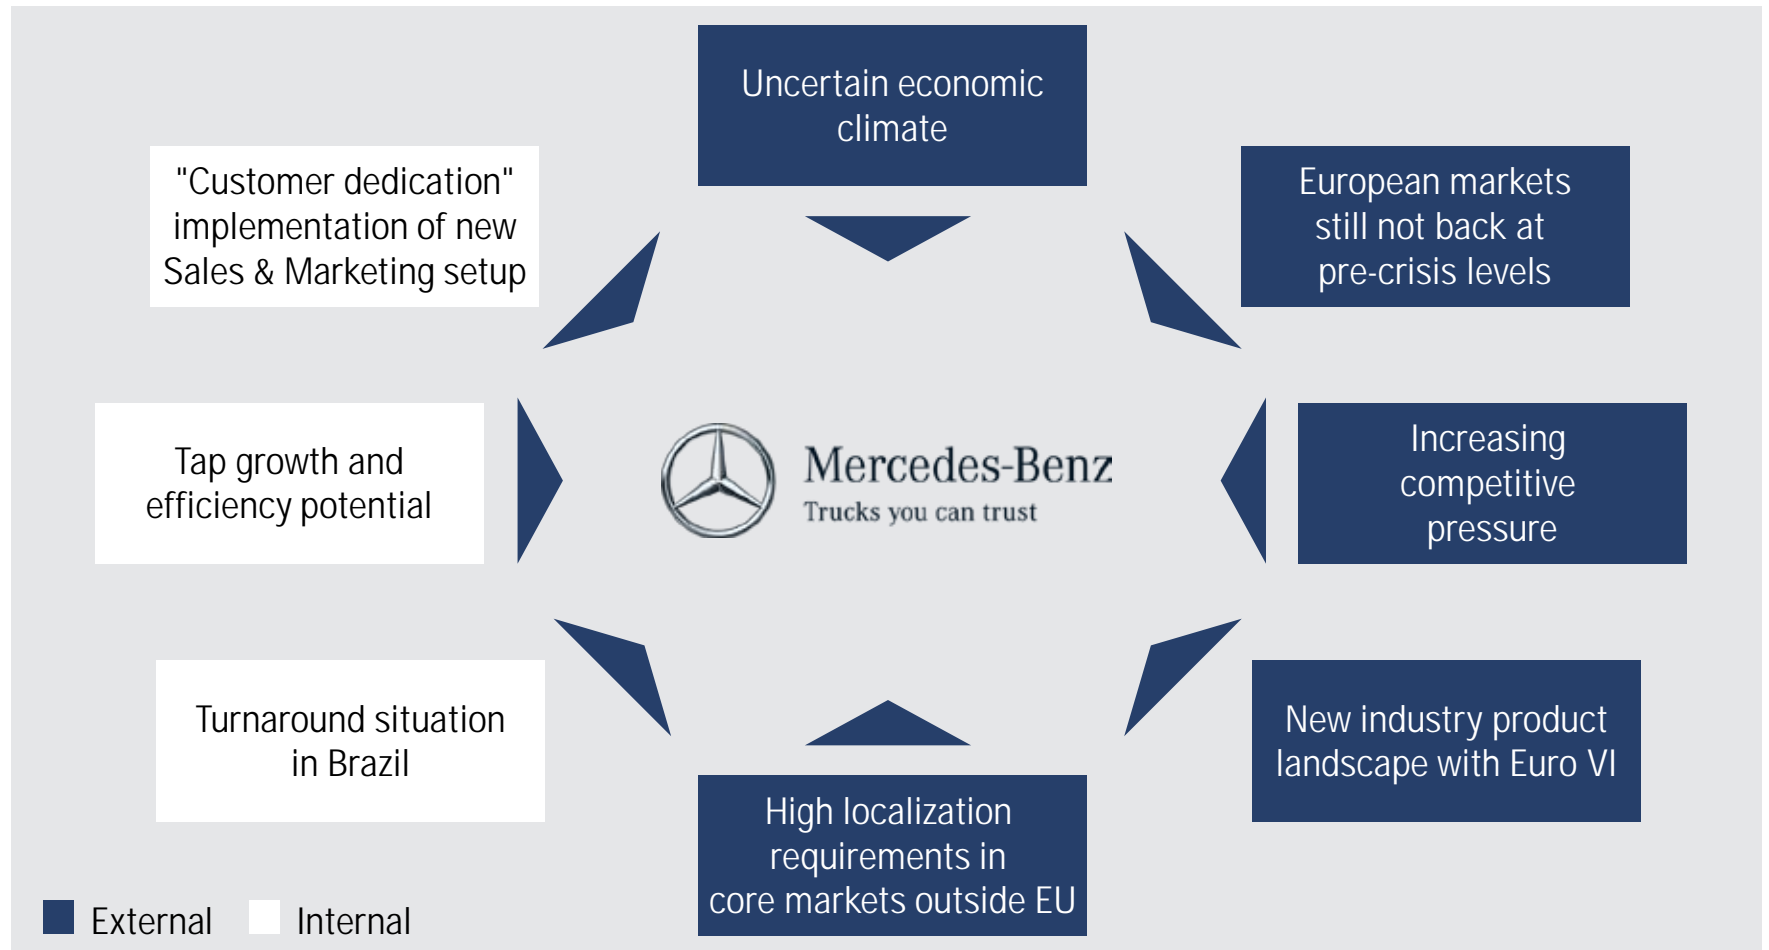 Uncertain economic
climate
"Customer dedication"
implementation of new
Sales & Marketing setup
European markets
still not back at
pre-crisis levels
Tap growth and
efficiency potential
Mercedes-Benz
Trucks you can trust
Increasing
competitive
pressure
Turnaround situation
in Brazil
New industry product
landscape with Euro VI
High localization
requirements in
core markets outside EU
External
Internal